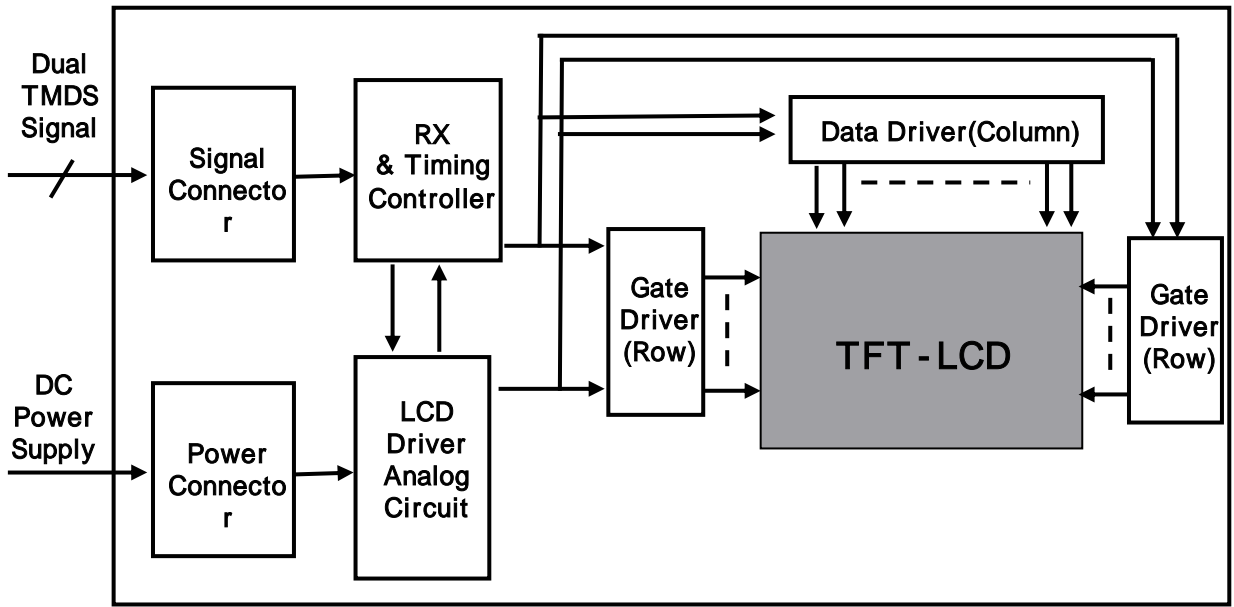 Dual
TMDS
Signal
Signal
Connecto
r
RX
& Timing
Controller
Data Driver(Column)
Gate
Driver
(Row)
TFT-LCD
Gate
Driver
(Row)
DC
Power
Supply
Power
Connecto
r
LCD
Driver
Analog
Circuit